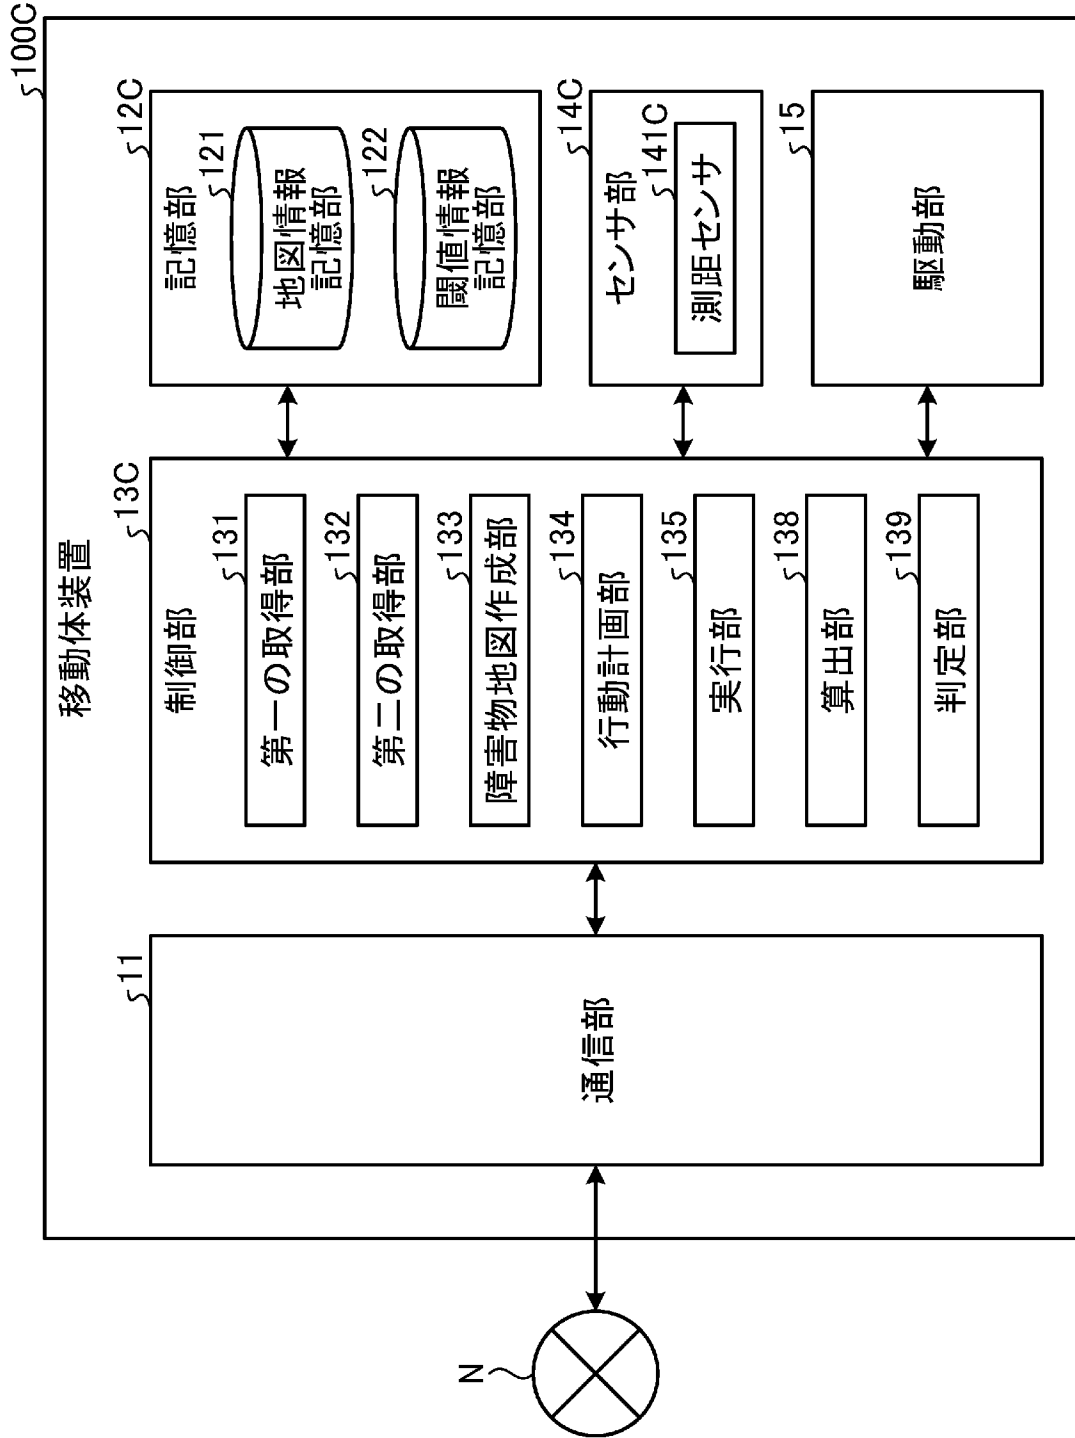 100C
移動体装置
11
通信部
N
13C
制御部
131
第一の取得部
132
第二の取得部
133
障害物地図作成部
134
行動計画部
135
実行部
138
算出部
139
判定部
12C
記憶部
121
地図情報
記憶部
122
閾値情報
記憶部
14C
センサ部
141C
測距センサ
15
駆動部